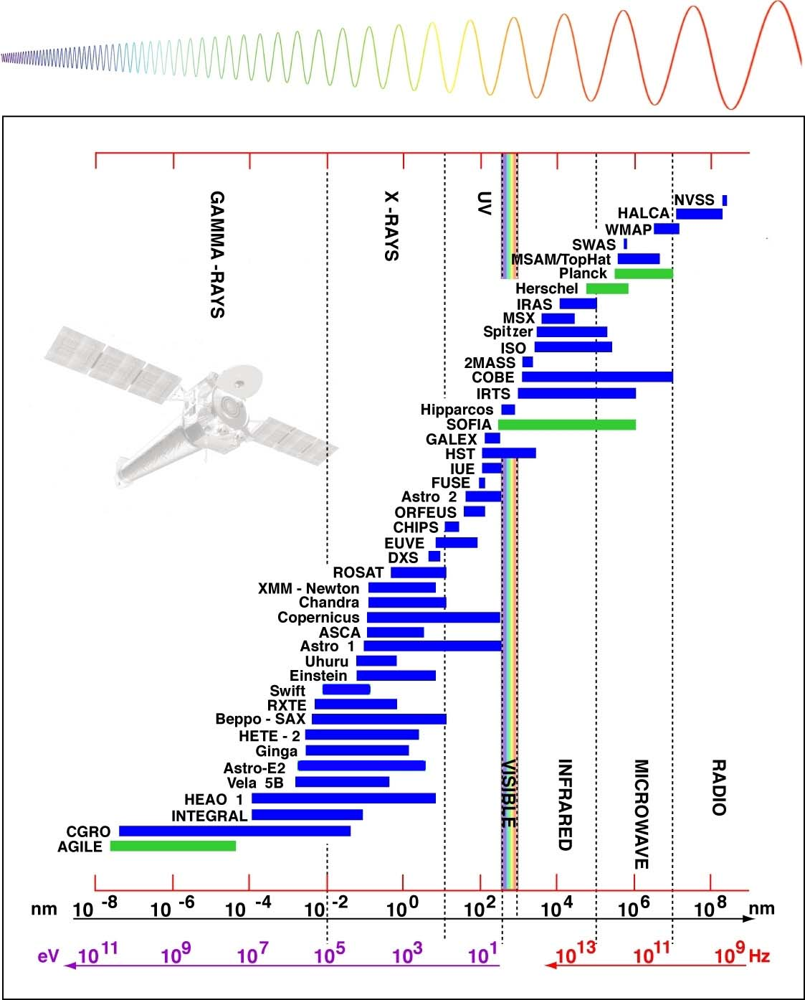 GAMMA -RAYS
X -RAYS
UV
NVSS
HALCA
WMAP
SWAS
MSAM/TopHat
Planck
Herschel
IRAS
MSX
Spitzer
ISO
2MASS
COBE
IRTS
Hipparcos
SOFIA
GALEX
HST
IUE
FUSE
Astro 2
ORFEUS
CHIPS
EUVE
DXS
ROSAT
XMM - Newton
Chandra
Copernicus
ASCA
Astro 1
Uhuru
Einstein
Swift
RXTE
Beppo - SAX
HETE - 2
Ginga
Astro-E2
Vela 5B
HEAO 1
INTEGRAL
CGRO
AGILE
VISIBLE
INFRARED
MICROWAVE
RADIO
nm 10⁻⁸ 10⁻⁶ 10⁻⁴ 10⁻² 10⁰ 10² 10⁴ 10⁶ 10⁸ nm
eV 10¹¹ 10⁹ 10⁷ 10⁵ 10³ 10¹ 10¹³ 10¹¹ 10⁹ Hz